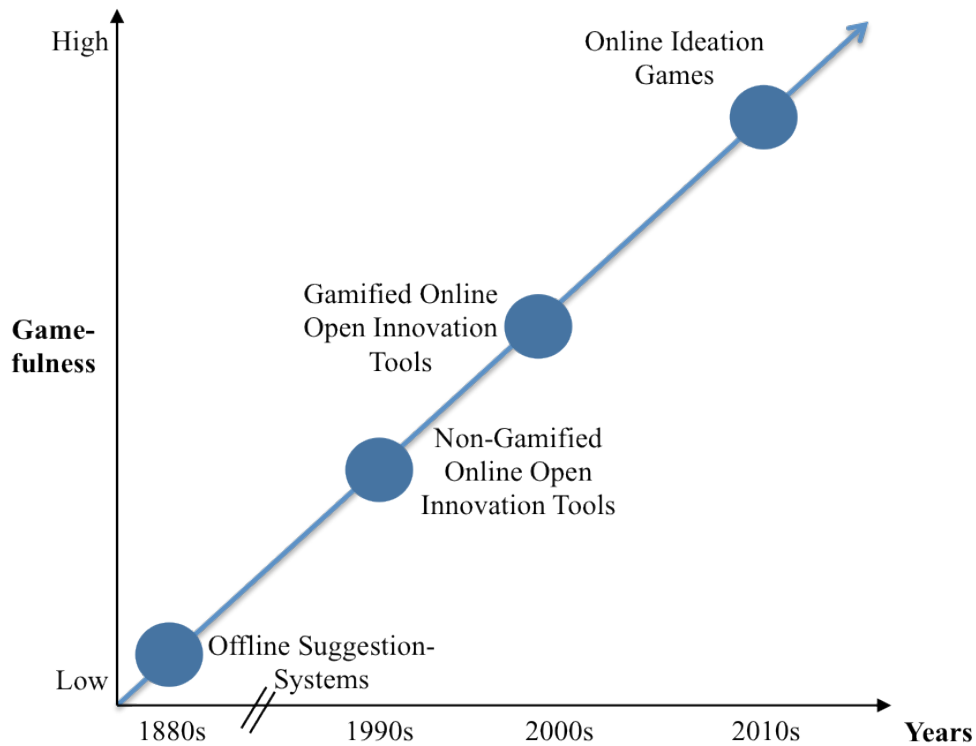 High
Online Ideation
Games
Gamified Online
Open Innovation
Tools
Game-
fulness
Non-Gamified
Online Open
Innovation Tools
Offline Suggestion-
Systems
Low
1880s
1990s
2000s
2010s
Years